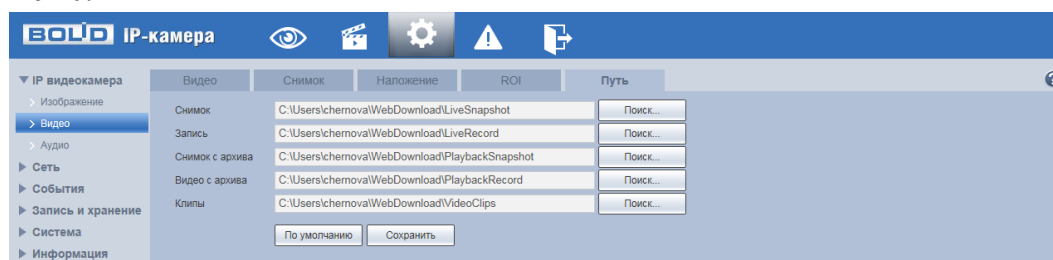 BOLID IP-камера
IP видеокамера
Изображение
Видео
Аудио
Сеть
События
Запись и хранение
Система
Информация
Видео Снимок Наложение ROI Путь
Снимок C:\Users\chernova\WebDownload\LiveSnapshot Поиск...
Запись C:\Users\chernova\WebDownload\LiveRecord Поиск...
Снимок с архива C:\Users\chernova\WebDownload\PlaybackSnapshot Поиск...
Видео с архива C:\Users\chernova\WebDownload\PlaybackRecord Поиск...
Клипы C:\Users\chernova\WebDownload\VideoClips Поиск...
По умолчанию Сохранить